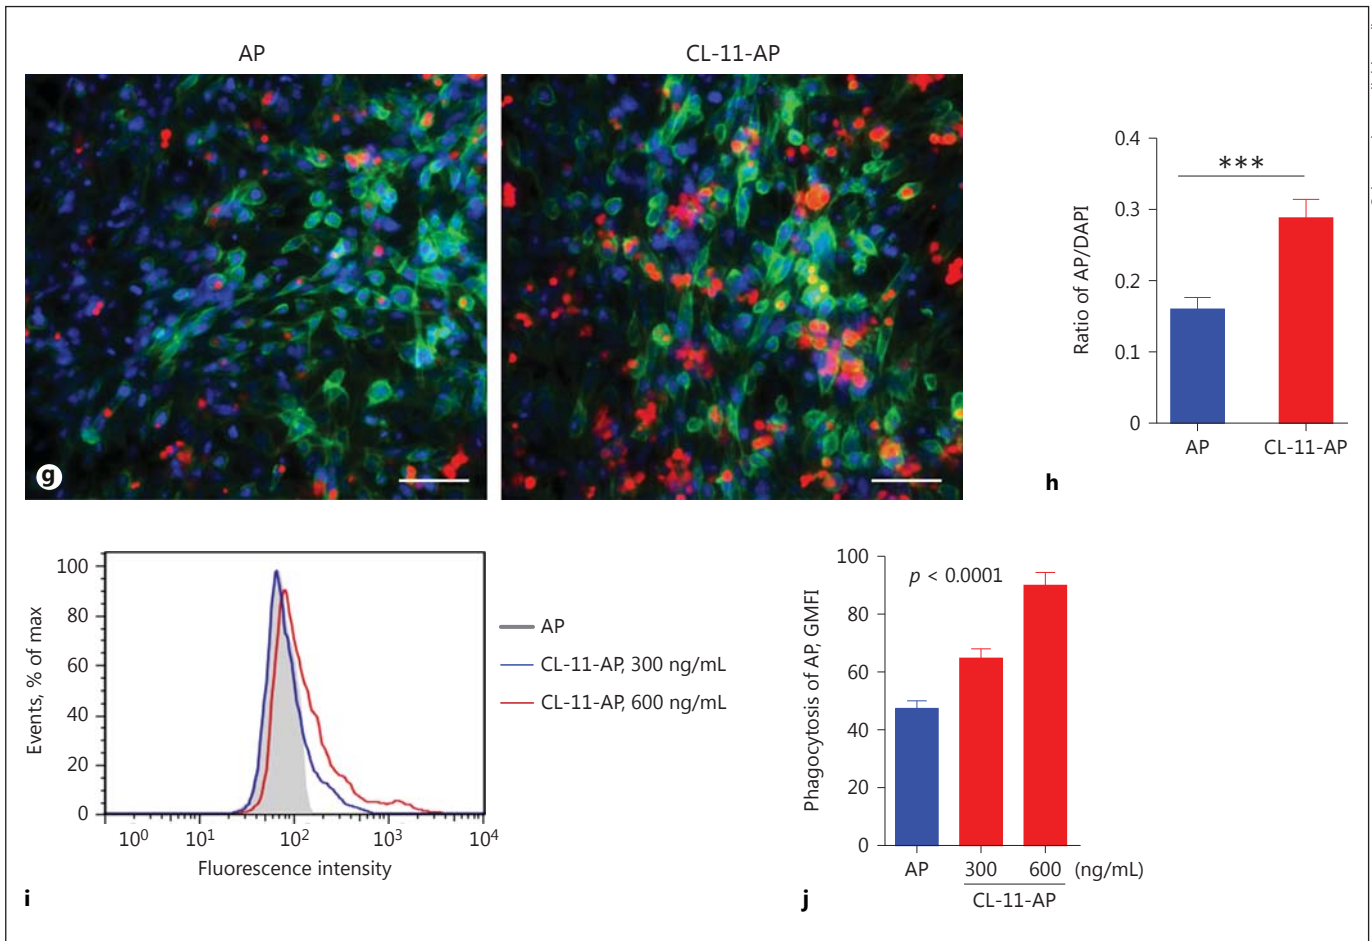 AP
CL-11-AP
g
0.4
0.3
0.2
0.1
0
Ratio of AP/DAPI
***
AP
CL-11-AP
h
100
80
60
40
20
0
Events, % of max
10⁰
10¹
10²
10³
10⁴
Fluorescence intensity
AP
CL-11-AP, 300 ng/mL
CL-11-AP, 600 ng/mL
i
100
80
60
40
20
0
Phagocytosis of AP, GMFI
p < 0.0001
AP
300
600
(ng/mL)
CL-11-AP
j